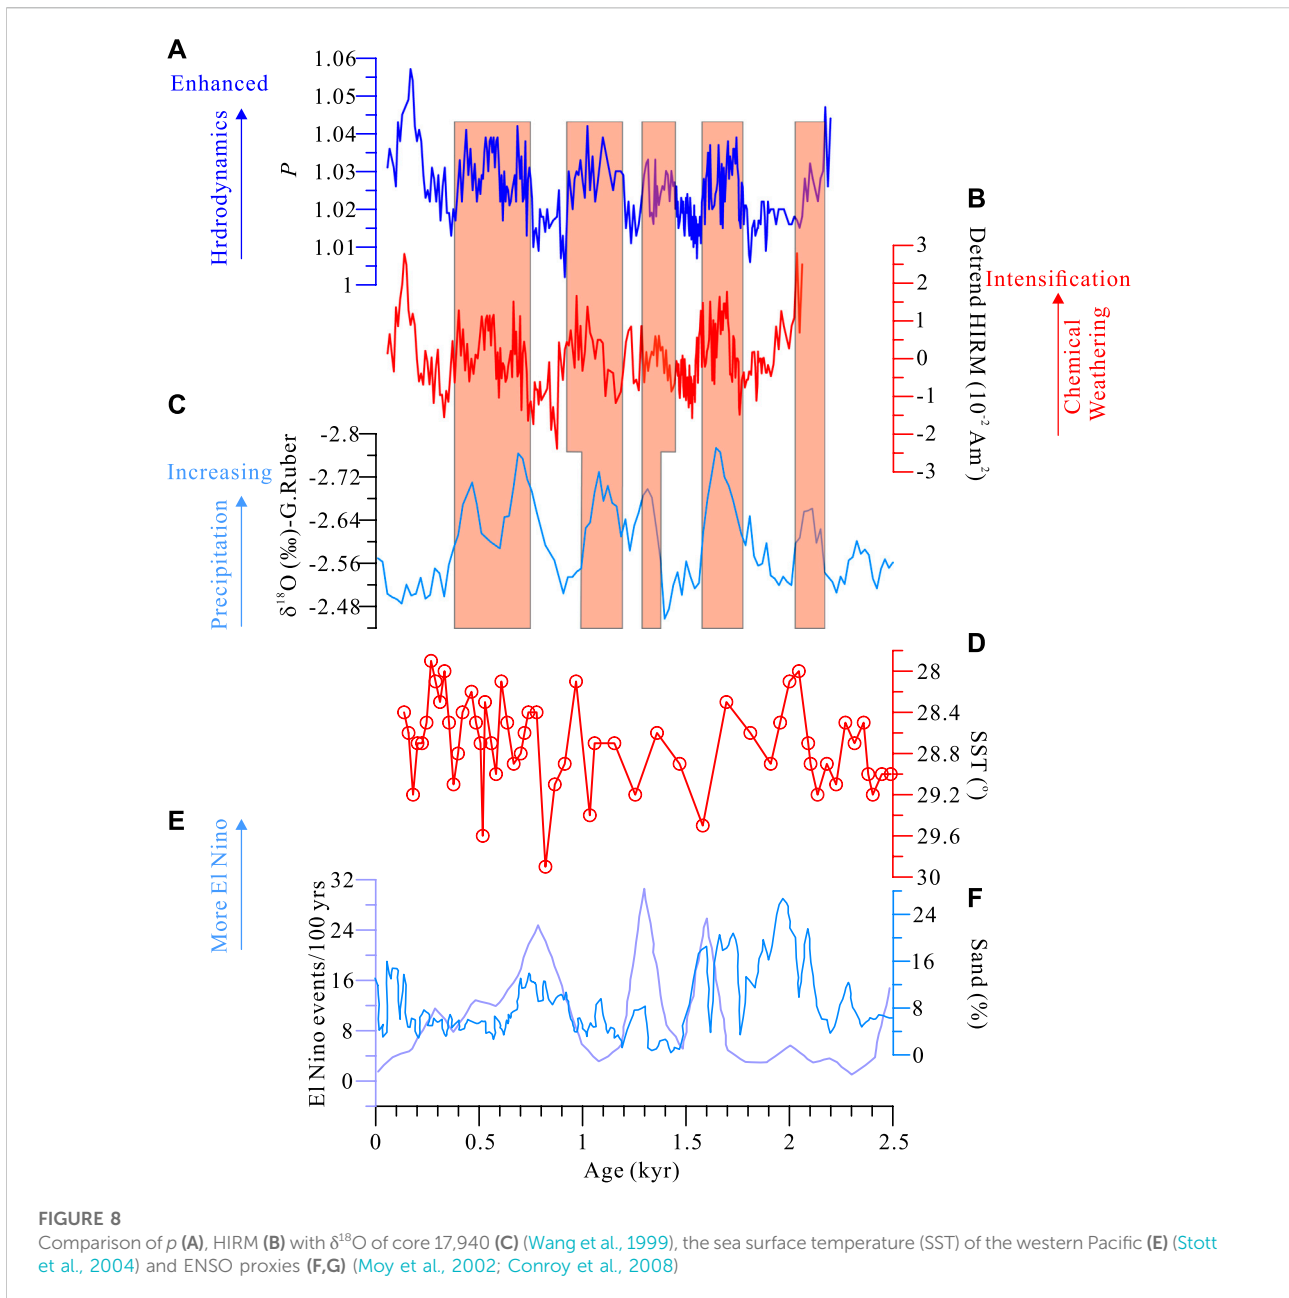 A
Enhanced
Hrdrodynamics
P
1.06
1.05
1.04
1.03
1.02
1.01
1
B
Detrend HIRM (10⁻² Am²)
3
2
1
0
-1
-2
-3
Intensification
Chemical
Weathering
C
Increasing
Precipitation
δ¹⁸O (‰)-G.Ruber
-2.8
-2.72
-2.64
-2.56
-2.48
D
SST (°)
28
28.4
28.8
29.2
29.6
30
E
More El Nino
El Nino events/100 yrs
32
24
16
8
0
F
Sand (%)
24
16
8
0
0
0.5
1
1.5
2
2.5
Age (kyr)
FIGURE 8
Comparison of p (A), HIRM (B) with δ¹⁸O of core 17,940 (C) (Wang et al., 1999), the sea surface temperature (SST) of the western Pacific (E) (Stott
et al., 2004) and ENSO proxies (F,G) (Moy et al., 2002; Conroy et al., 2008)